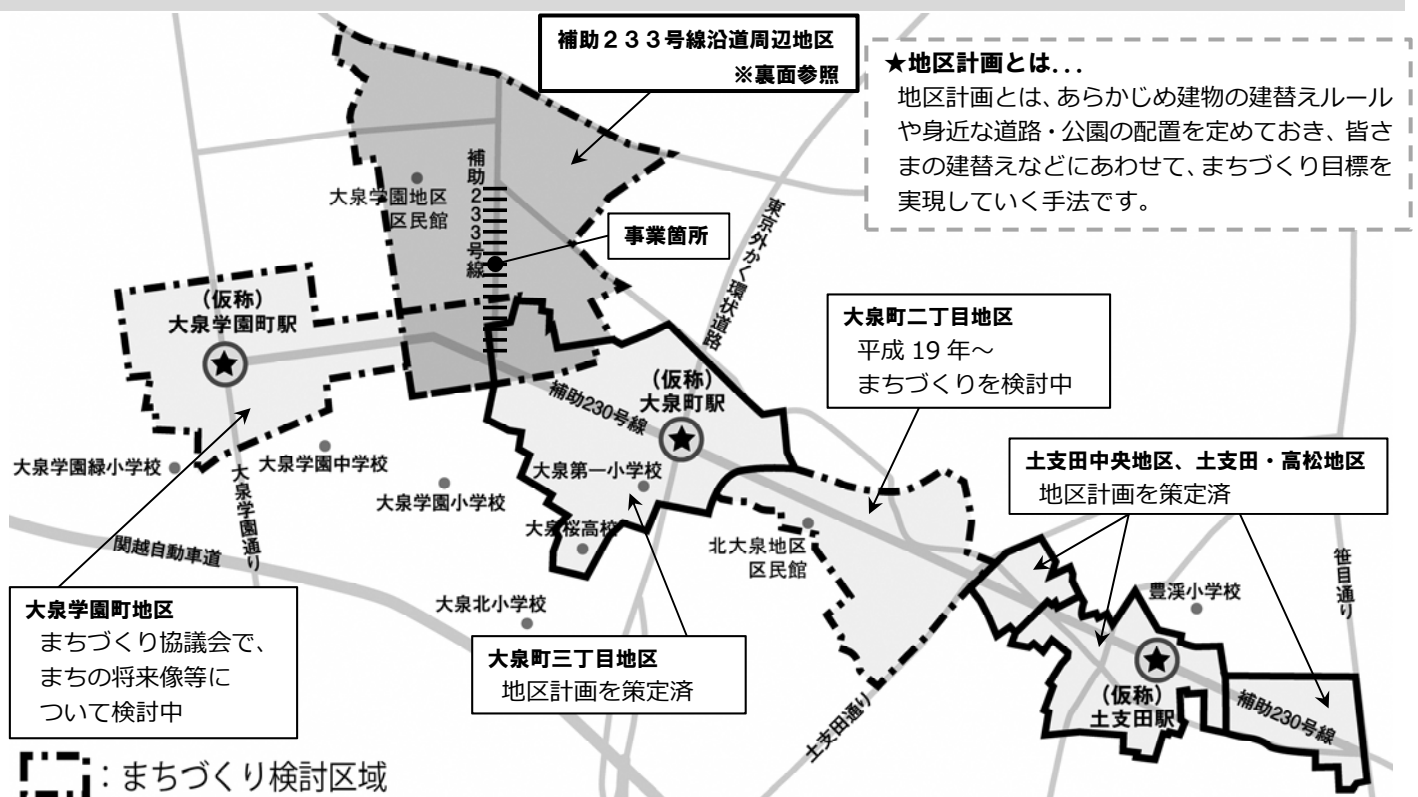 補助２３３号線沿道周辺地区
※裏面参照
★地区計画とは...
地区計画とは、あらかじめ建物の建替えルール
や身近な道路・公園の配置を定めておき、皆さ
まの建替えなどにあわせて、まちづくり目標を
実現していく手法です。
補助233号線
大泉学園地区
区民館
事業箇所
東京外かく環状道路
（仮称）
大泉学園町駅
大泉町二丁目地区
平成 19 年～
まちづくりを検討中
（仮称）
大泉町駅
補助230号線
大泉学園緑小学校
大泉学園中学校
大泉学園小学校
大泉第一小学校
大泉桜高校
土支田中央地区、土支田・高松地区
地区計画を策定済
大泉学園通り
関越自動車道
北大泉地区
区民館
笹目通り
豊渓小学校
大泉学園町地区
まちづくり協議会で、
まちの将来像等に
ついて検討中
大泉北小学校
大泉町三丁目地区
地区計画を策定済
（仮称）
土支田駅
補助230号線
土支田通り
：まちづくり検討区域